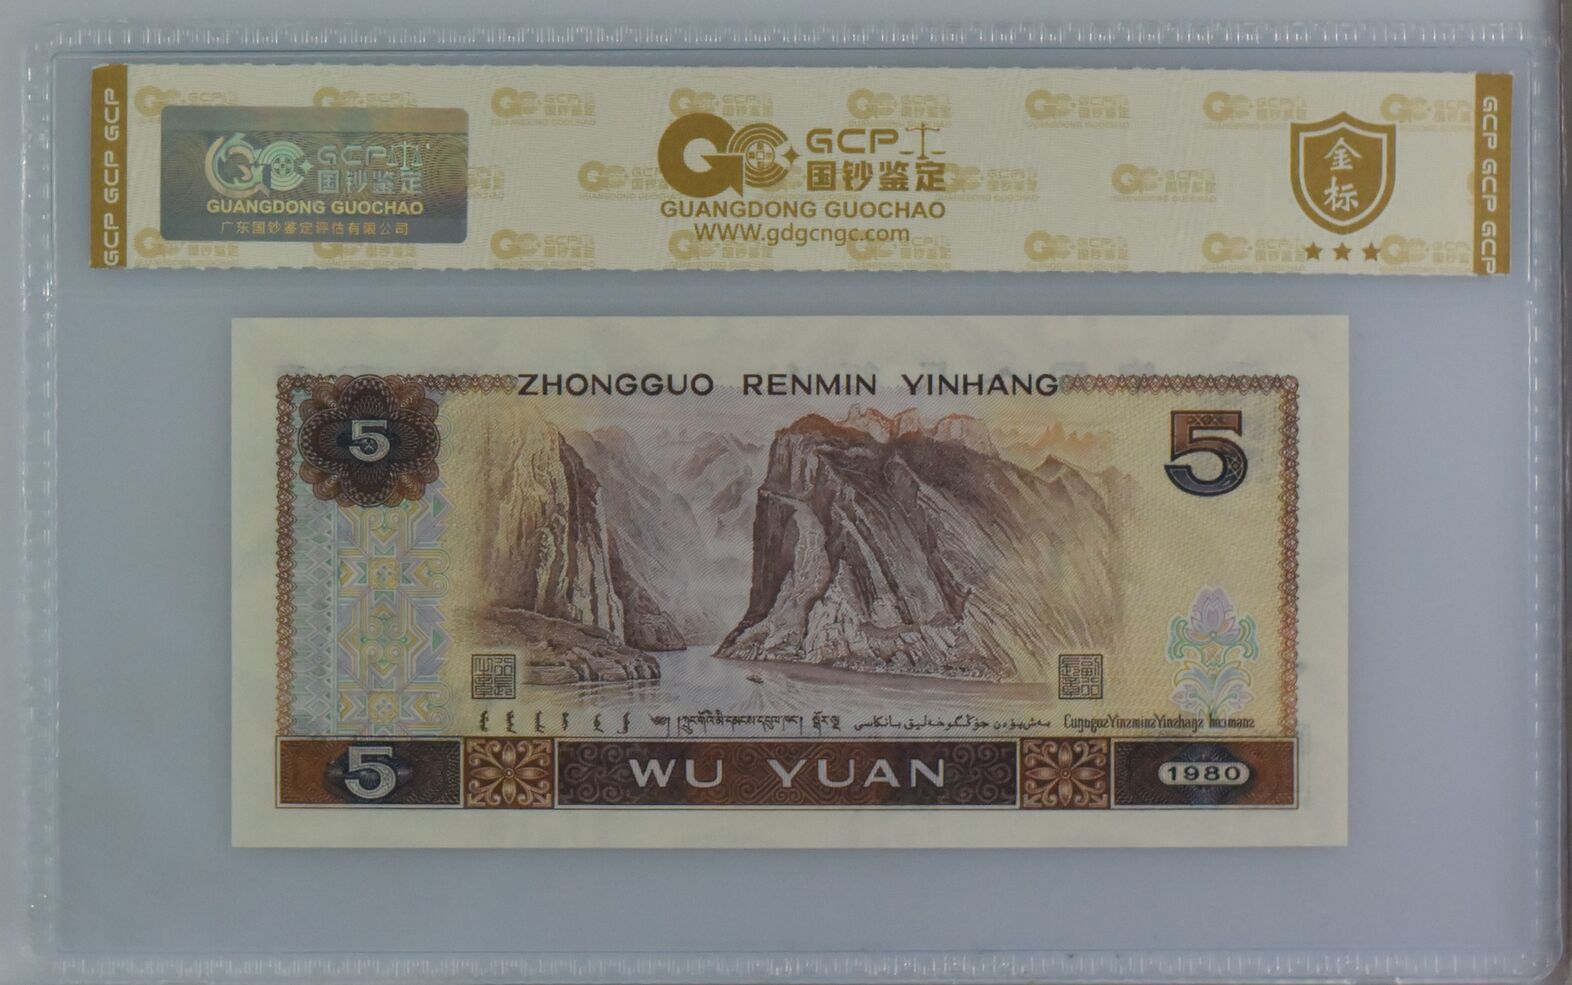 GCP GCP GCP
GCP 国钞鉴定
GUANGDONG GUOCHAO
广东国钞鉴定评估有限公司
GCP
国钞鉴定
GUANGDONG GUOCHAO
WWW.gdgcngc.com
金标
GCP GCP GCP
ZHONGGUO RENMIN YINHANG
5
5
5
WU YUAN
1980